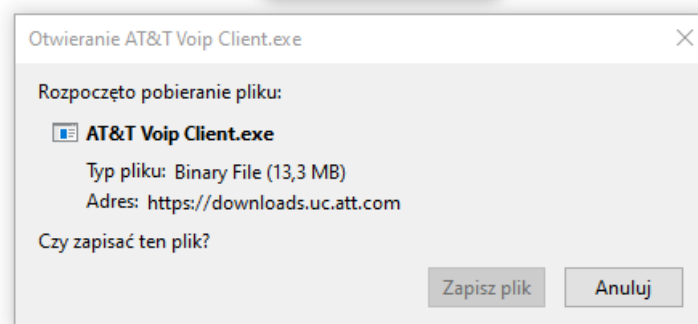 Otwieranie AT&T Voip Client.exe
Rozpoczęto pobieranie pliku:
AT&T Voip Client.exe
Typ pliku: Binary File (13,3 MB)
Adres: https://downloads.uc.att.com
Czy zapisać ten plik?
Zapisz plik Anuluj